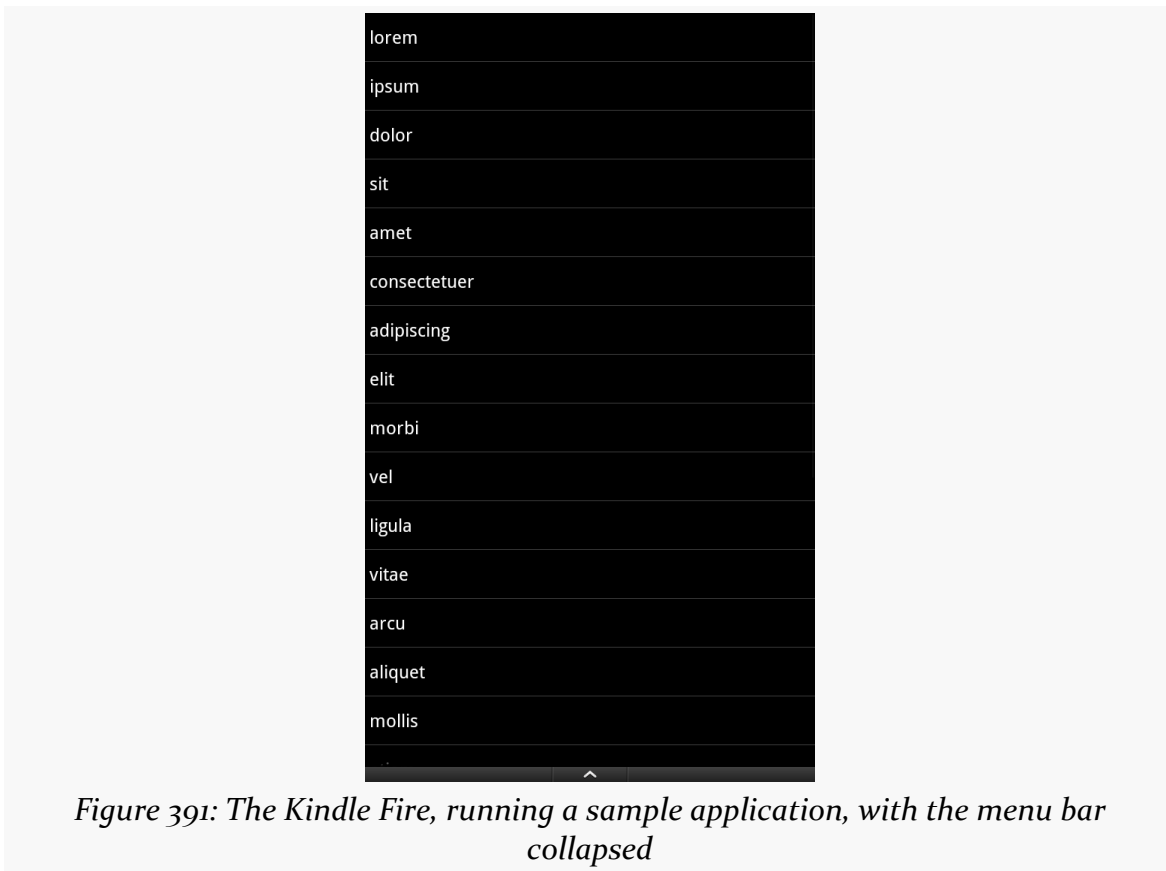 lorem
ipsum
dolor
sit
amet
consectetuer
adipiscing
elit
morbi
vel
ligula
vitae
arcu
aliquet
mollis
Figure 391: The Kindle Fire, running a sample application, with the menu bar
collapsed